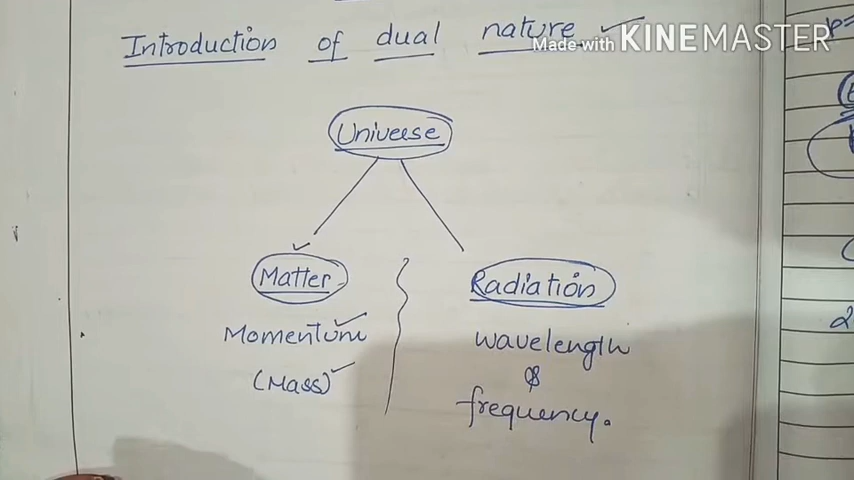 Introduction of dual nature
Made with KINEMASTER
Universe
Matter
Radiation
Momentum
wavelength
(Mass)
&
frequency.